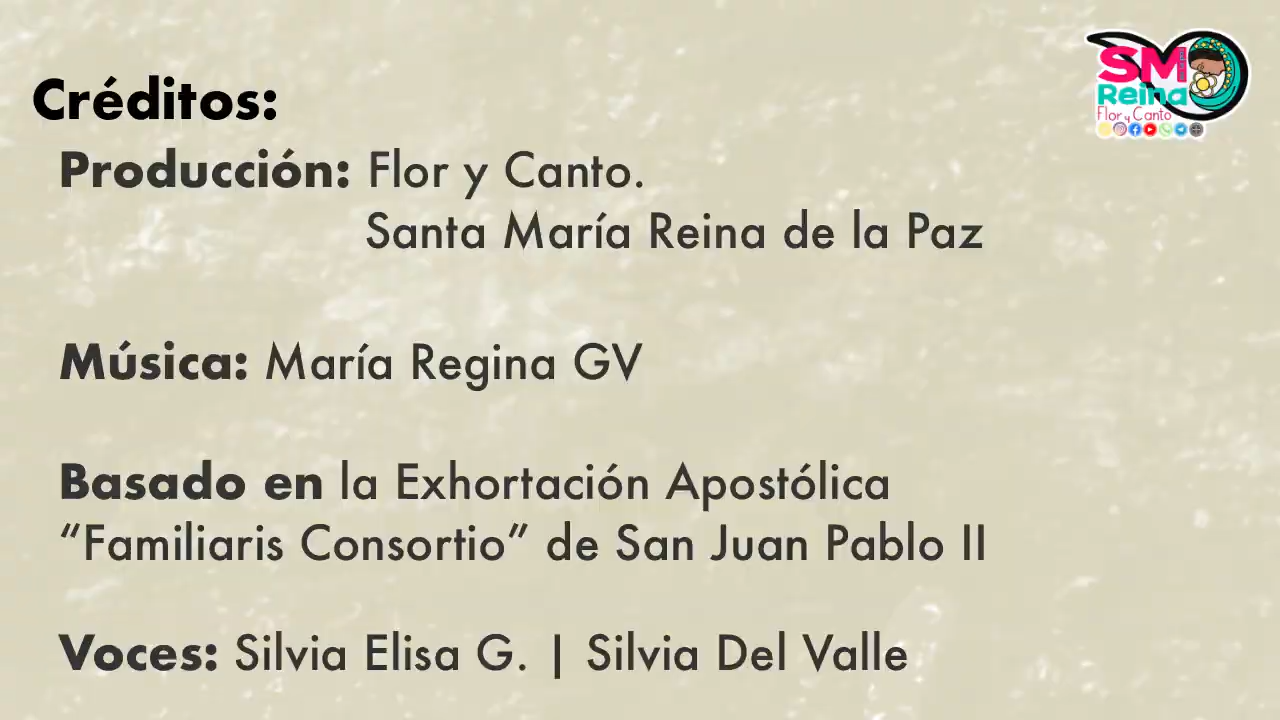 Créditos:
Producción: Flor y Canto.
Santa María Reina de la Paz
Música: María Regina GV
Basado en la Exhortación Apostólica
“Familiaris Consortio” de San Juan Pablo II
Voces: Silvia Elisa G. | Silvia Del Valle
SM
Reina
Flor y Canto